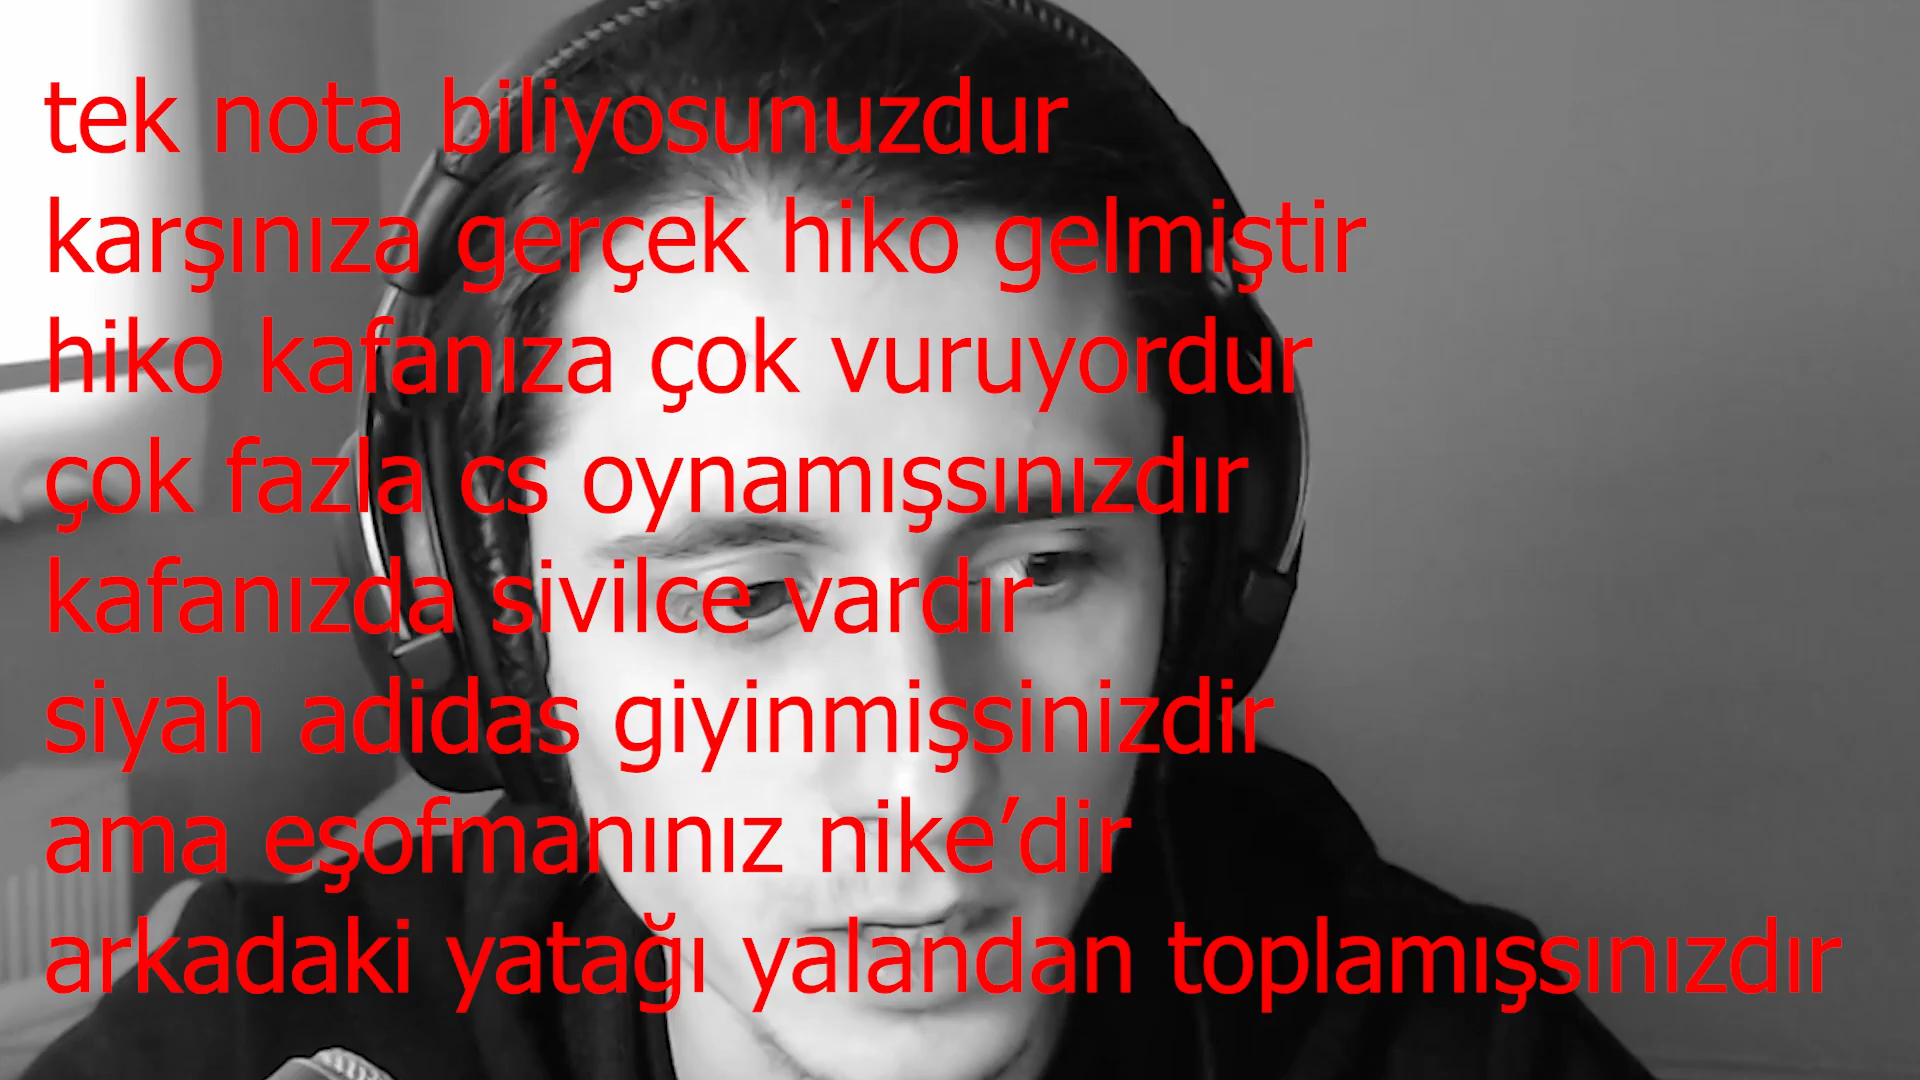 tek nota biliyosunuzdur
karşınıza gerçek hiko gelmiştir
hiko kafanıza çok vuruyordur
çok fazla cs oynamışsınızdır
kafanızda sivilce vardır
siyah adidas giyinmişsinizdir
ama eşofmanınız nike’dir
arkadaki yatağı yalandan toplamışsınızdır